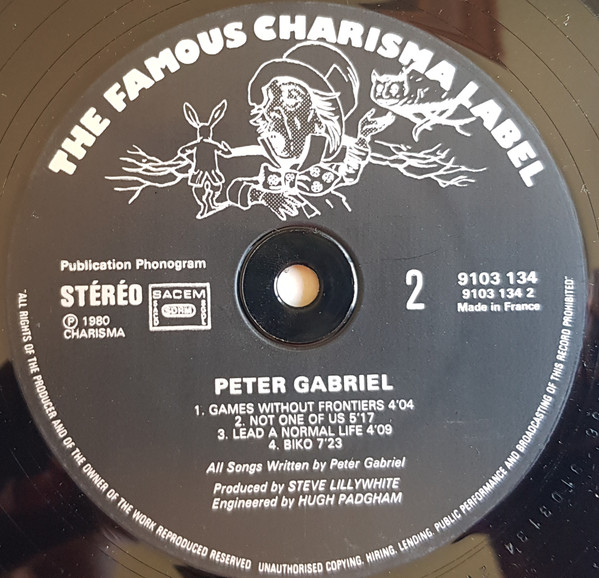 THE FAMOUS CHARISMA LABEL
Publication Phonogram
STÉRÉO
SACEM
SACD
SDRM
SGDL
Ⓟ 1980
CHARISMA
2
9103 134
9103 134 2
Made in France
PETER GABRIEL
1. GAMES WITHOUT FRONTIERS 4'04
2. NOT ONE OF US 5'17
3. LEAD A NORMAL LIFE 4'09
4. BIKO 7'23
All Songs Written by Peter Gabriel
Produced by STEVE LILLYWHITE
Engineered by HUGH PADGHAM
"ALL RIGHTS OF THE PRODUCER AND OF THE OWNER OF THE WORK REPRODUCED RESERVED UNAUTHORISED COPYING, HIRING, LENDING, PUBLIC PERFORMANCE AND BROADCASTING OF THIS RECORD PROHIBITED"